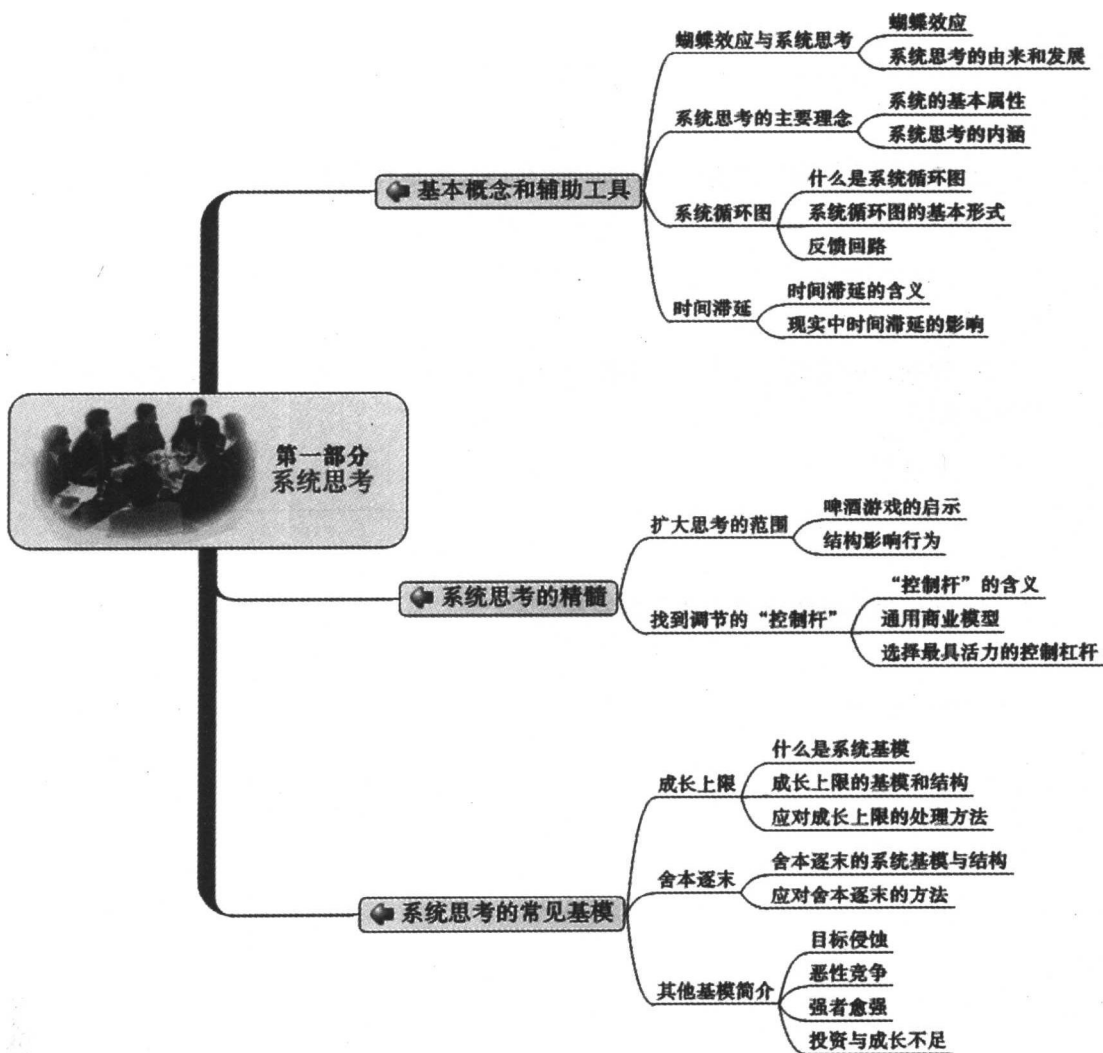 第一部分
系统思考
基本概念和辅助工具
蝴蝶效应与系统思考
蝴蝶效应
系统思考的由来和发展
系统思考的主要理念
系统的基本属性
系统思考的内涵
系统循环图
什么是系统循环图
系统循环图的基本形式
反馈回路
时间滞延
时间滞延的含义
现实中时间滞延的影响
系统思考的精髓
扩大思考的范围
啤酒游戏的启示
结构影响行为
找到调节的“控制杆”
“控制杆”的含义
通用商业模型
选择最具活力的控制杠杆
系统思考的常见基模
成长上限
什么是系统基模
成长上限的基模和结构
应对成长上限的处理方法
舍本逐末
舍本逐末的系统基模与结构
应对舍本逐末的方法
其他基模简介
目标侵蚀
恶性竞争
强者愈强
投资与成长不足